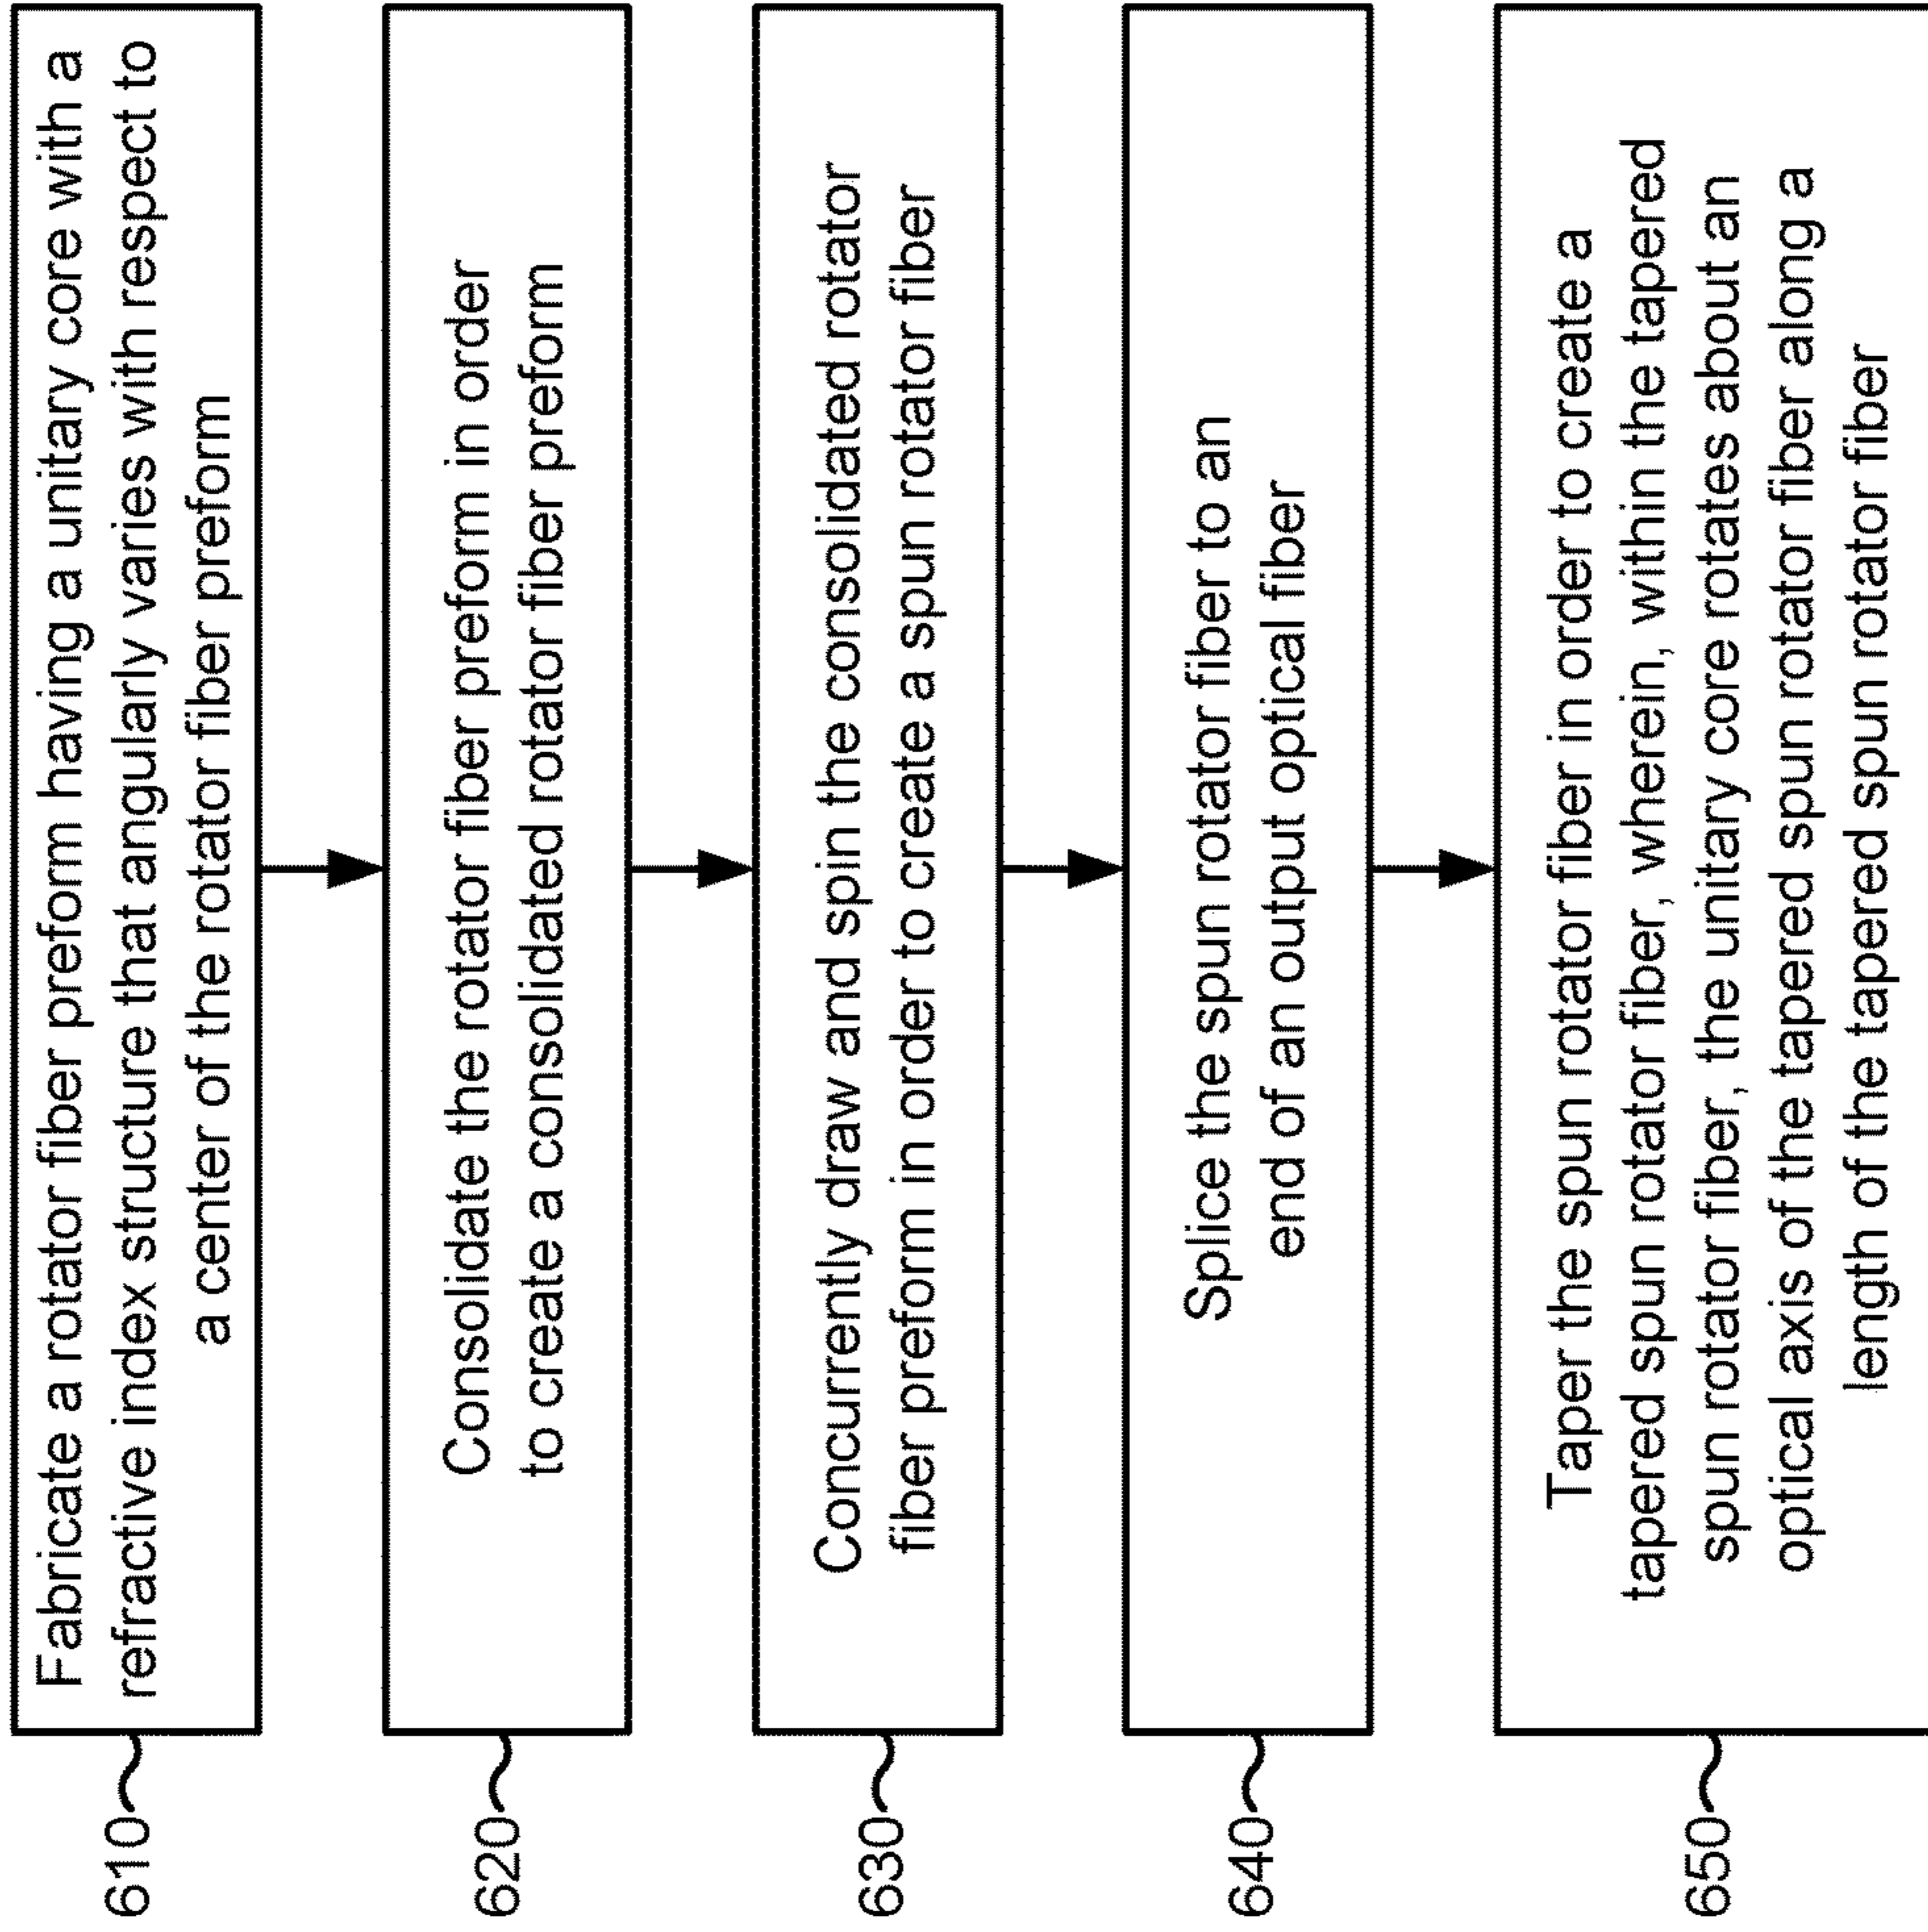 610
Fabricate a rotator fiber preform having a unitary core with a
refractive index structure that angularly varies with respect to
a center of the rotator fiber preform
620
Consolidate the rotator fiber preform in order
to create a consolidated rotator fiber preform
630
Concurrently draw and spin the consolidated rotator
fiber preform in order to create a spun rotator fiber
640
Splice the spun rotator fiber to an
end of an output optical fiber
650
Taper the spun rotator fiber in order to create a
tapered spun rotator fiber, wherein, within the tapered
spun rotator fiber, the unitary core rotates about an
optical axis of the tapered spun rotator fiber along a
length of the tapered spun rotator fiber